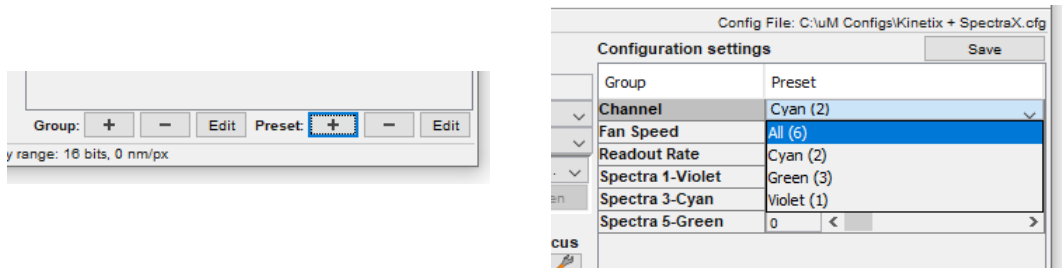 Group: + − Edit Preset: + − Edit
y range: 16 bits, 0 nm/px
Config File: C:\uM Configs\Kinetix + SpectraX.cfg
Configuration settings Save
Group Preset
Channel Cyan (2)
Fan Speed All (6)
Readout Rate Cyan (2)
Spectra 1-Violet Green (3)
Spectra 3-Cyan Violet (1)
Spectra 5-Green 0
en
cus